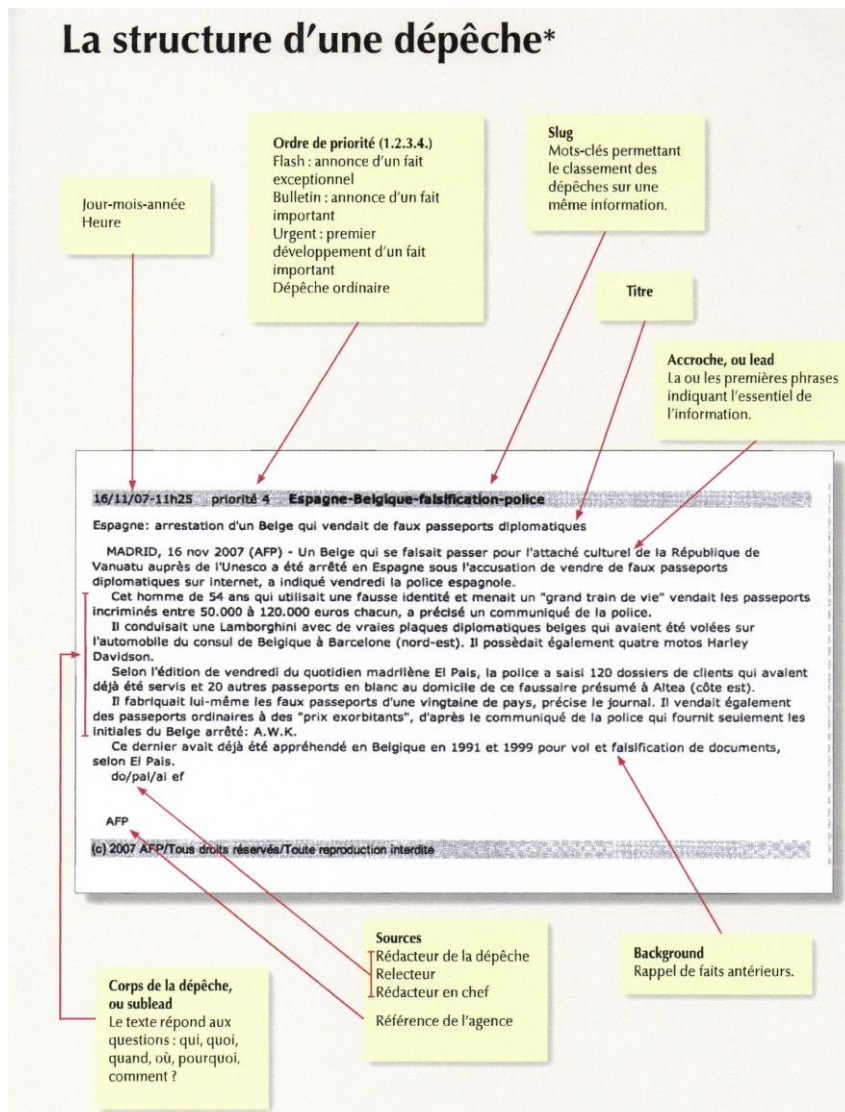 La structure d'une dépêche*
Ordre de priorité (1.2.3.4.)
Flash : annonce d'un fait
exceptionnel
Bulletin : annonce d'un fait
important
Urgent : premier
développement d'un fait
important
Dépêche ordinaire
Slug
Mots-clés permettant
le classement des
dépêches sur une
même information.
Jour-mois-année
Heure
Titre
Accroche, ou lead
La ou les premières phrases
indiquant l'essentiel de
l'information.
16/11/07-11h25 priorité 4 Espagne-Belgique-falsification-police
Espagne: arrestation d'un Belge qui vendait de faux passeports diplomatiques
MADRID, 16 nov 2007 (AFP) - Un Belge qui se faisait passer pour l'attaché culturel de la République de
Vanuatu auprès de l'Unesco a été arrêté en Espagne sous l'accusation de vendre de faux passeports
diplomatiques sur internet, a indiqué vendredi la police espagnole.
Cet homme de 54 ans qui utilisait une fausse identité et menait un "grand train de vie" vendait les passeports
incriminés entre 50.000 à 120.000 euros chacun, a précisé un communiqué de la police.
Il conduisait une Lamborghini avec de vraies plaques diplomatiques belges qui avaient été volées sur
l'automobile du consul de Belgique à Barcelone (nord-est). Il possèdait également quatre motos Harley
Davidson.
Selon l'édition de vendredi du quotidien madrilène El Pais, la police a saisi 120 dossiers de clients qui avaient
déjà été servis et 20 autres passeports en blanc au domicile de ce faussaire présumé à Altea (côte est).
Il fabriquait lui-même les faux passeports d'une vingtaine de pays, précise le journal. Il vendait également
des passeports ordinaires à des "prix exorbitants", d'après le communiqué de la police qui fournit seulement les
initiales du Belge arrêté: A.W.K.
Ce dernier avait déjà été appréhendé en Belgique en 1991 et 1999 pour vol et falsification de documents,
selon El Pais.
do/pal/ai ef
AFP
(c) 2007 AFP/Tous droits réservés/Toute reproduction interdite
Sources
Rédacteur de la dépêche
Relecteur
Rédacteur en chef
Référence de l'agence
Background
Rappel de faits antérieurs.
Corps de la dépêche,
ou sublead
Le texte répond aux
questions : qui, quoi,
quand, où, pourquoi,
comment ?